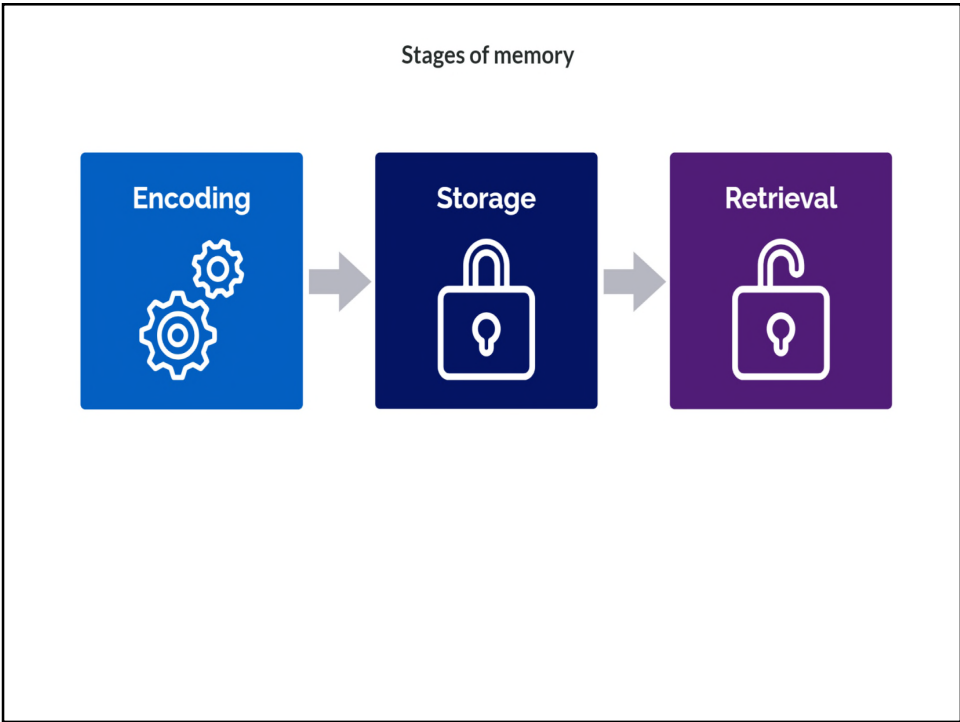 Stages of memory
Encoding
Storage
Retrieval